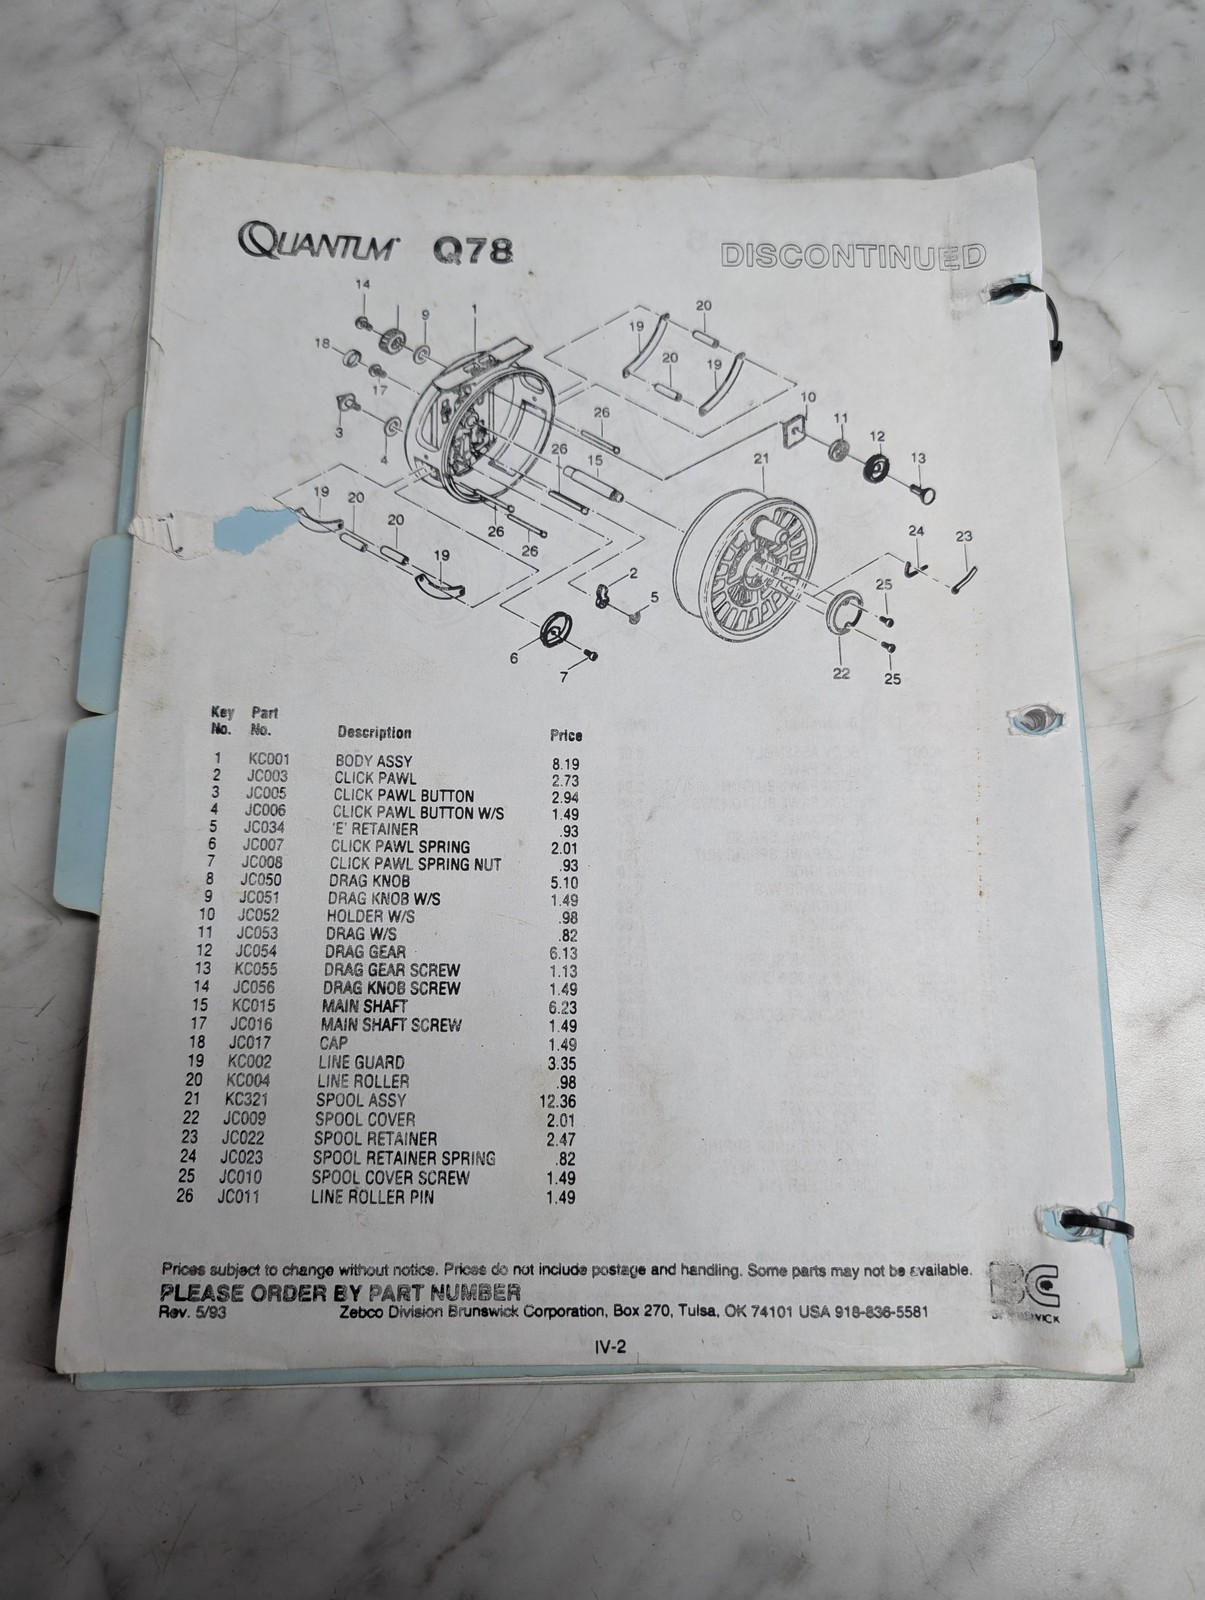 QUANTUM Q78 DISCONTINUED
14
9
1
20
19
18
17
20
19
10
3
26
11
12
4
26
15
21
13
19
20
20
26
26
19
24
23
2
25
5
6
7
22
25
Key Part
No. No. Description Price
1 KC001 BODY ASSY 8.19
2 JC003 CLICK PAWL 2.73
3 JC005 CLICK PAWL BUTTON 2.94
4 JC006 CLICK PAWL BUTTON W/S 1.49
5 JC034 'E' RETAINER .93
6 JC007 CLICK PAWL SPRING 2.01
7 JC008 CLICK PAWL SPRING NUT .93
8 JC050 DRAG KNOB 5.10
9 JC051 DRAG KNOB W/S 1.49
10 JC052 HOLDER W/S .98
11 JC053 DRAG W/S .82
12 JC054 DRAG GEAR 6.13
13 KC055 DRAG GEAR SCREW 1.13
14 JC056 DRAG KNOB SCREW 1.49
15 KC015 MAIN SHAFT 6.23
17 JC016 MAIN SHAFT SCREW 1.49
18 JC017 CAP 1.49
19 KC002 LINE GUARD 3.35
20 KC004 LINE ROLLER .98
21 KC321 SPOOL ASSY 12.36
22 JC009 SPOOL COVER 2.01
23 JC022 SPOOL RETAINER 2.47
24 JC023 SPOOL RETAINER SPRING .82
25 JC010 SPOOL COVER SCREW 1.49
26 JC011 LINE ROLLER PIN 1.49
Prices subject to change without notice. Prices do not include postage and handling. Some parts may not be available.
PLEASE ORDER BY PART NUMBER
Rev. 5/93 Zebco Division Brunswick Corporation, Box 270, Tulsa, OK 74101 USA 918-836-5581
IV-2